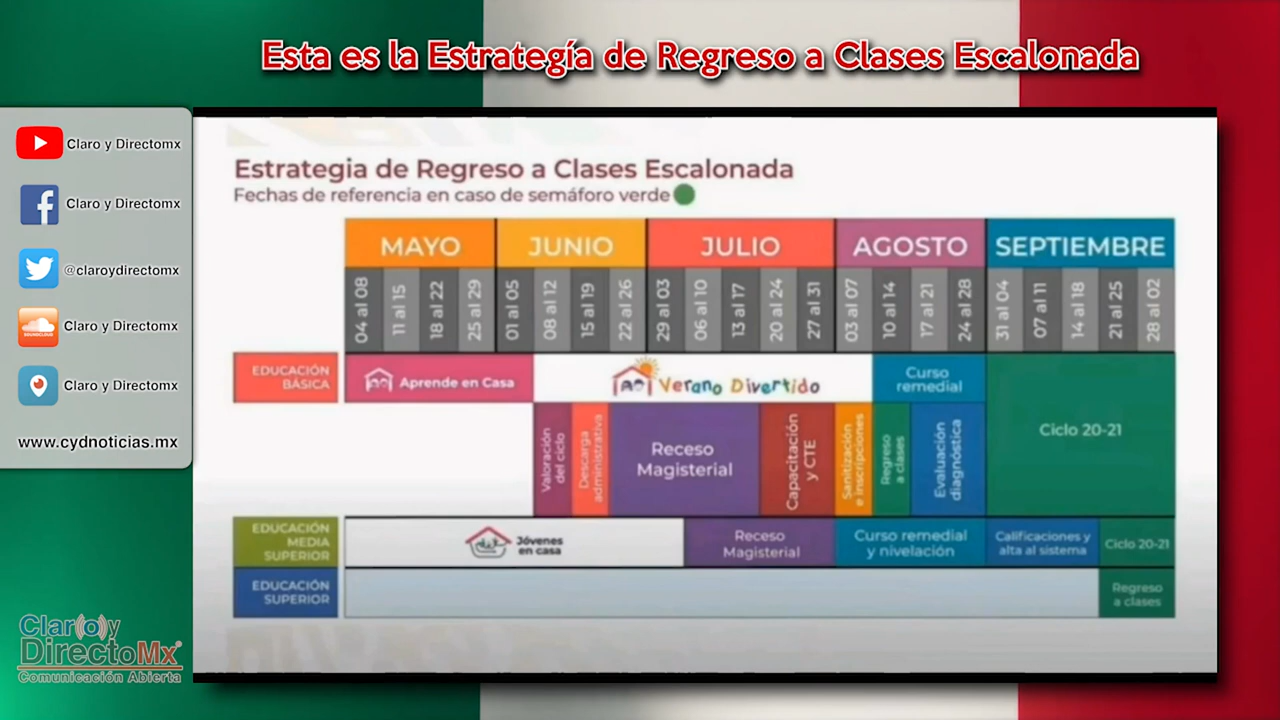 Esta es la Estrategía de Regreso a Clases Escalonada
Claro y Directomx
Claro y Directomx
@claroydirectomx
SOUNDCLOUD
Claro y Directomx
Claro y Directomx
www.cydnoticias.mx
Claro y
DirectoMx
Comunicación Abierta
Estrategia de Regreso a Clases Escalonada
Fechas de referencia en caso de semáforo verde
MAYO JUNIO JULIO AGOSTO SEPTIEMBRE
04 al 08 11 al 15 18 al 22 25 al 29 01 al 05 08 al 12 15 al 19 22 al 26 29 al 03 06 al 10 13 al 17 20 al 24 27 al 31 03 al 07 10 al 14 17 al 21 24 al 28 31 al 04 07 al 11 14 al 18 21 al 25 28 al 02
EDUCACIÓN
BÁSICA
Aprende en Casa
Verano Divertido
Curso
remedial
Ciclo 20-21
Valoración
del ciclo
Descarga
administrativa
Receso
Magisterial
Capacitación
y CTE
Sanitización
e inscripciones
Regreso
a clases
Evaluación
diagnóstica
EDUCACIÓN
MEDIA
SUPERIOR
Jóvenes
en casa
Receso
Magisterial
Curso remedial
y nivelación
Calificaciones y
alta al sistema
Ciclo 20-21
EDUCACIÓN
SUPERIOR
Regreso
a clases